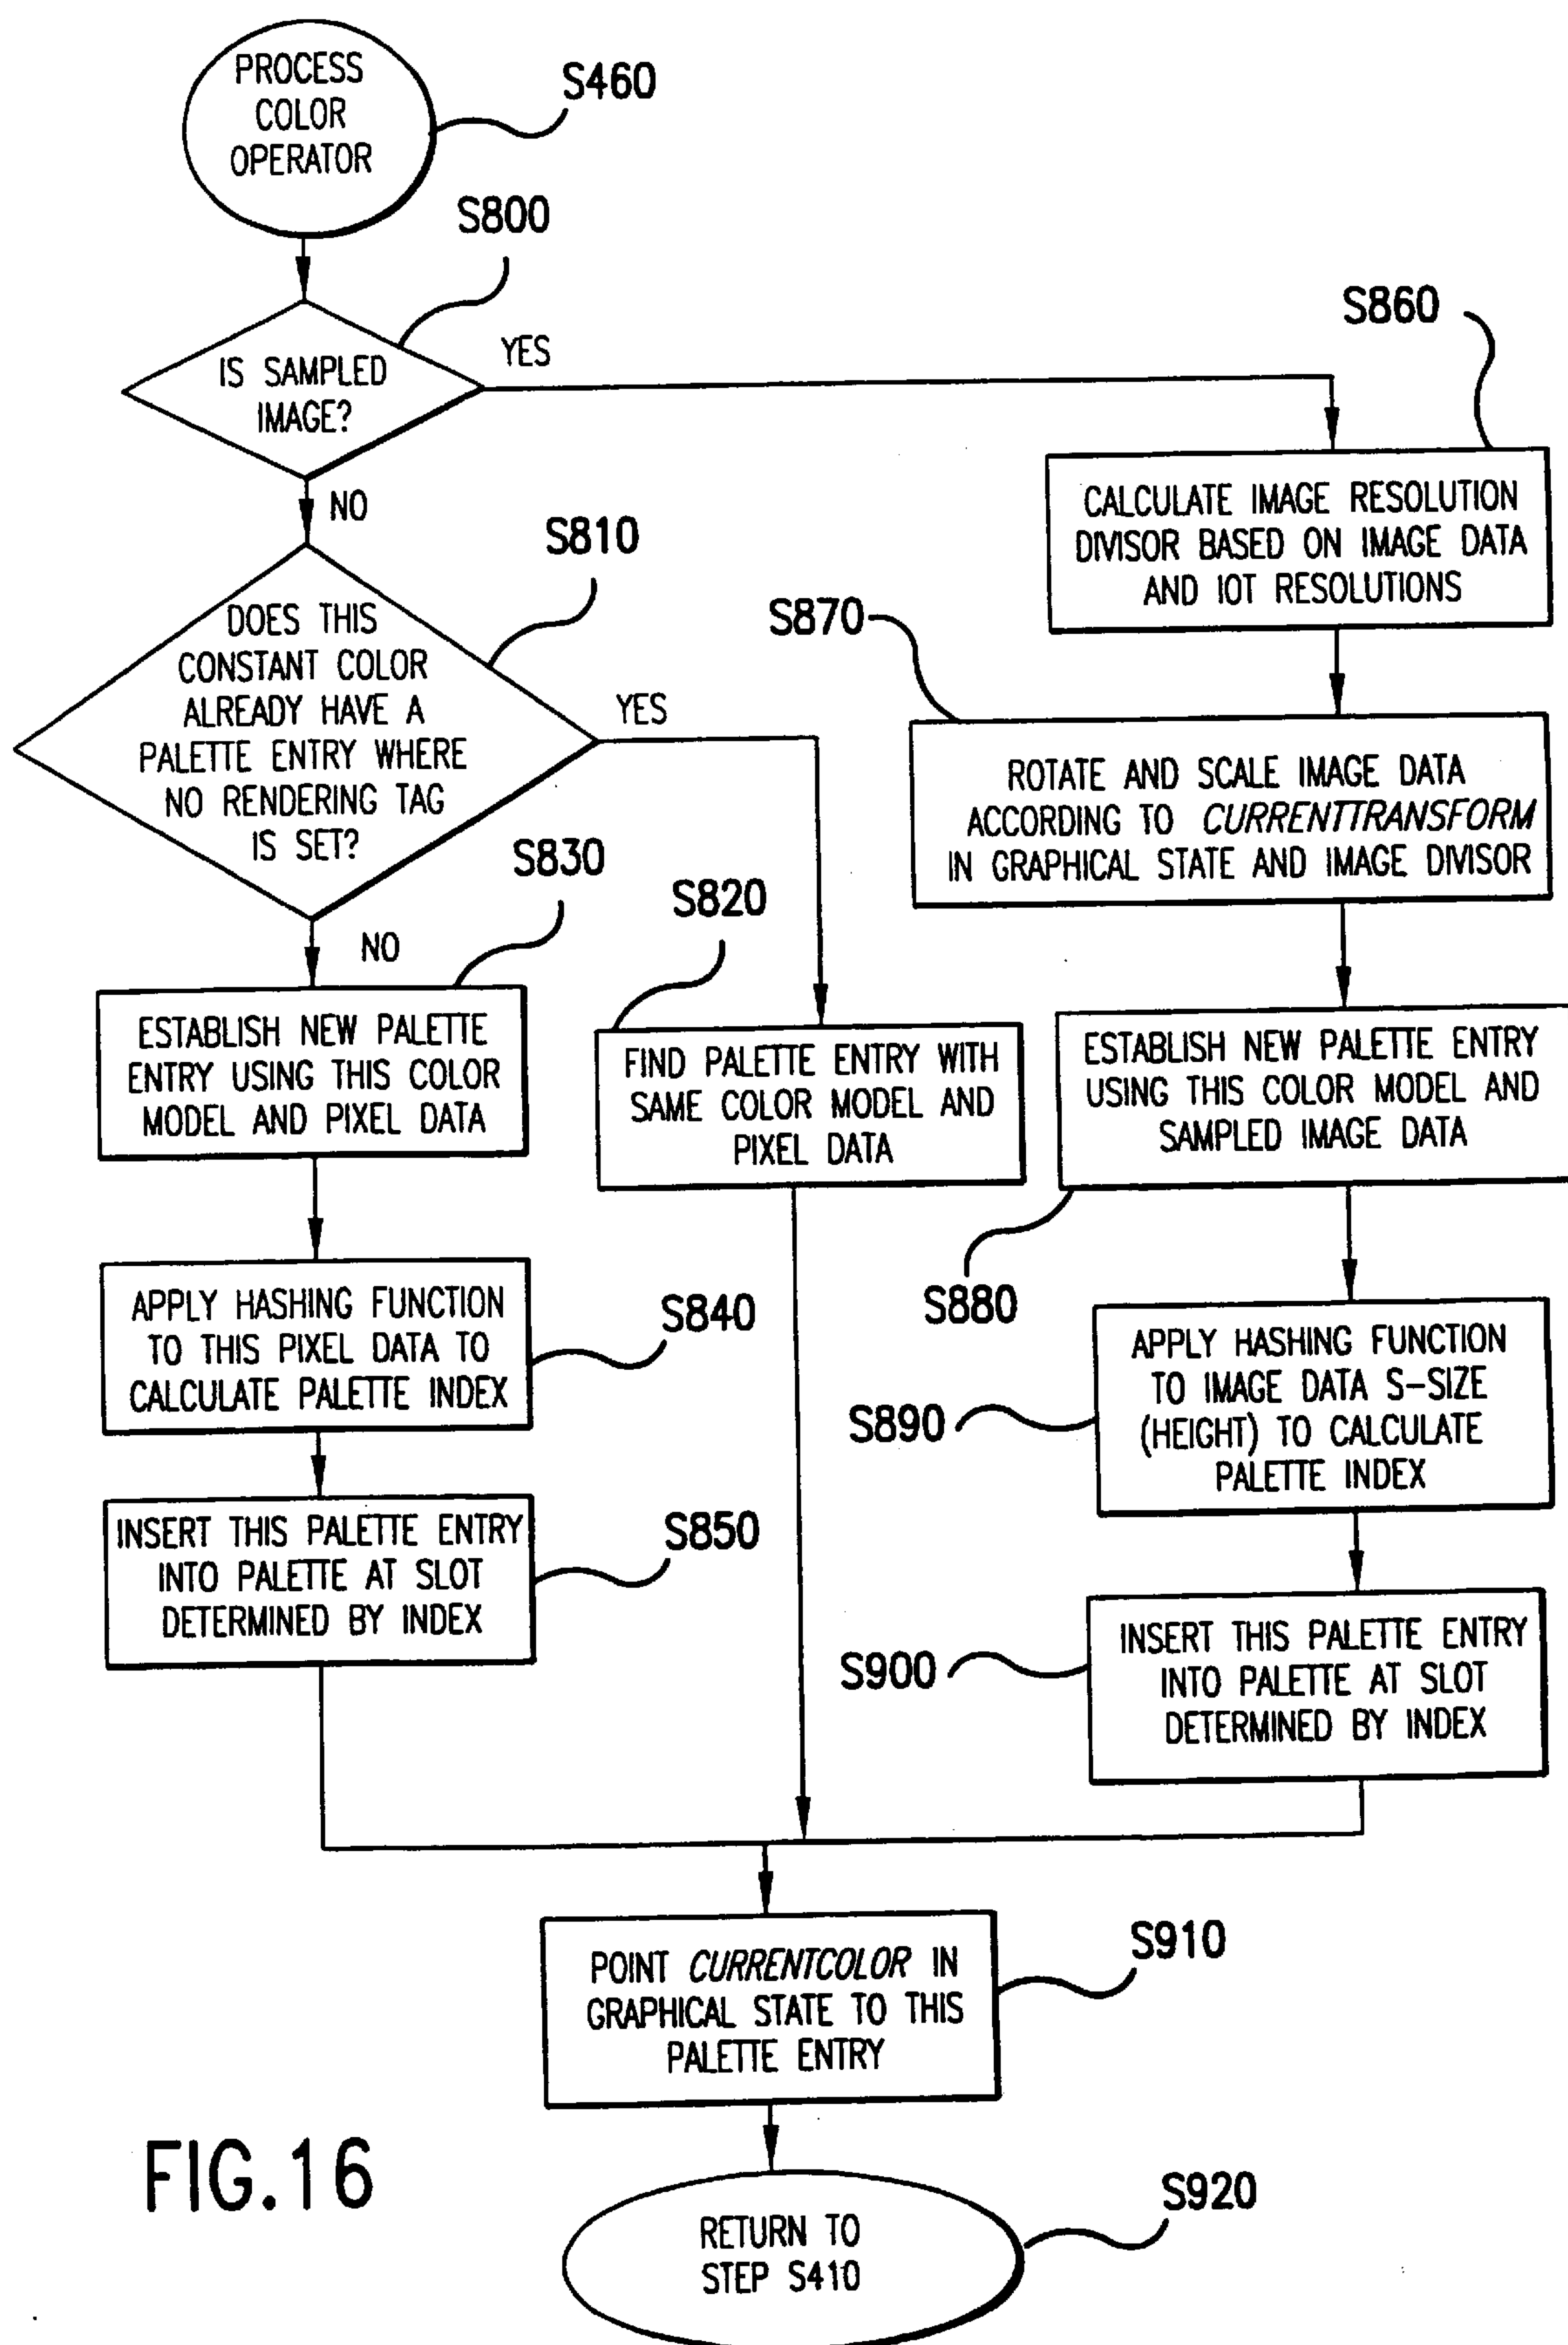 PROCESS
COLOR
OPERATOR
S460
S800
IS SAMPLED
IMAGE?
YES
NO
S860
CALCULATE IMAGE RESOLUTION
DIVISOR BASED ON IMAGE DATA
AND IOT RESOLUTIONS
S810
DOES THIS
CONSTANT COLOR
ALREADY HAVE A
PALETTE ENTRY WHERE
NO RENDERING TAG
IS SET?
YES
NO
S870
ROTATE AND SCALE IMAGE DATA
ACCORDING TO CURRENTTRANSFORM
IN GRAPHICAL STATE AND IMAGE DIVISOR
S830
ESTABLISH NEW PALETTE
ENTRY USING THIS COLOR
MODEL AND PIXEL DATA
S820
FIND PALETTE ENTRY WITH
SAME COLOR MODEL AND
PIXEL DATA
ESTABLISH NEW PALETTE ENTRY
USING THIS COLOR MODEL AND
SAMPLED IMAGE DATA
S880
APPLY HASHING FUNCTION
TO THIS PIXEL DATA TO
CALCULATE PALETTE INDEX
S840
APPLY HASHING FUNCTION
TO IMAGE DATA S-SIZE
(HEIGHT) TO CALCULATE
PALETTE INDEX
S890
INSERT THIS PALETTE ENTRY
INTO PALETTE AT SLOT
DETERMINED BY INDEX
S850
S900
INSERT THIS PALETTE ENTRY
INTO PALETTE AT SLOT
DETERMINED BY INDEX
POINT CURRENTCOLOR IN
GRAPHICAL STATE TO THIS
PALETTE ENTRY
S910
RETURN TO
STEP S410
S920
FIG.16